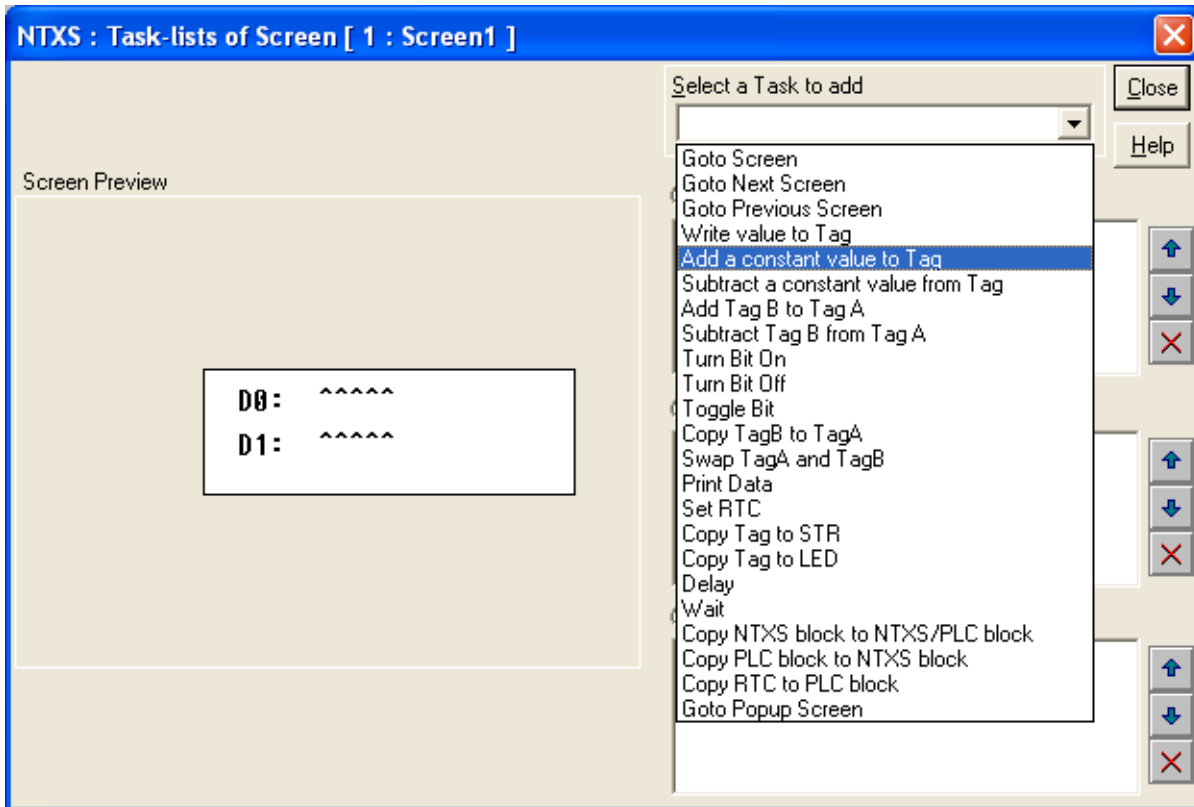 NTXS : Task-lists of Screen [ 1 : Screen1 ]
Select a Task to add
Close
Help
Screen Preview
D0: ^^^^^
D1: ^^^^^
Goto Screen
Goto Next Screen
Goto Previous Screen
Write value to Tag
Add a constant value to Tag
Subtract a constant value from Tag
Add Tag B to Tag A
Subtract Tag B from Tag A
Turn Bit On
Turn Bit Off
Toggle Bit
Copy TagB to TagA
Swap TagA and TagB
Print Data
Set RTC
Copy Tag to STR
Copy Tag to LED
Delay
Wait
Copy NTXS block to NTXS/PLC block
Copy PLC block to NTXS block
Copy RTC to PLC block
Goto Popup Screen